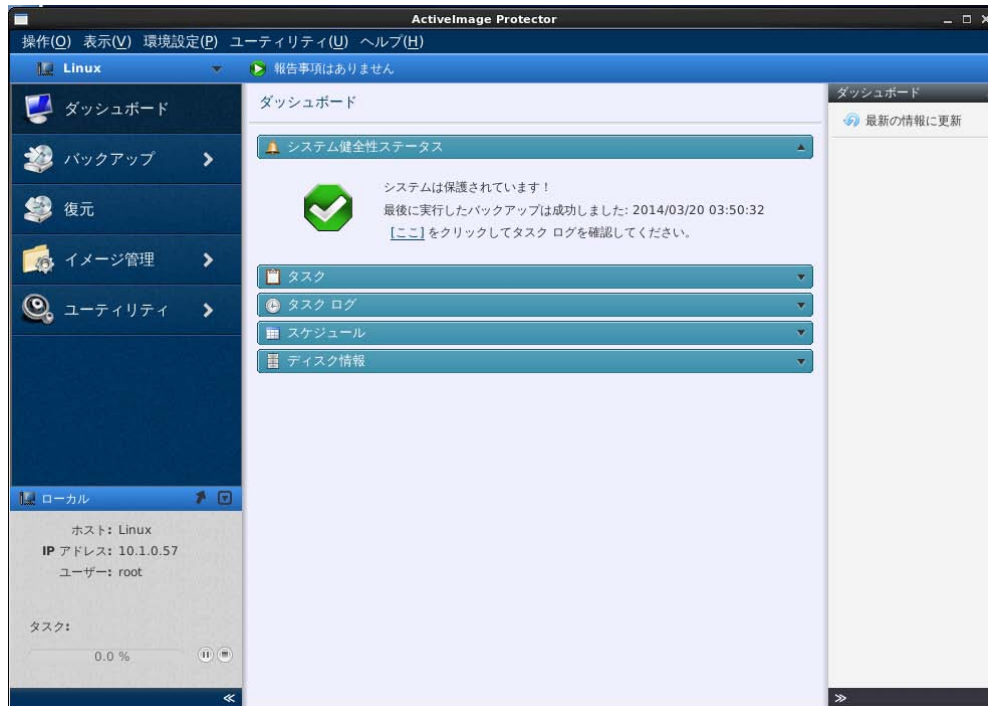 ActiveImage Protector
操作(O) 表示(V) 環境設定(P) ユーティリティ(U) ヘルプ(H)
Linux
報告事項はありません
ダッシュボード
バックアップ
復元
イメージ管理
ユーティリティ
ローカル
ホスト: Linux
IP アドレス: 10.1.0.57
ユーザー: root
タスク:
0.0 %
ダッシュボード
システム健全性ステータス
システムは保護されています！
最後に実行したバックアップは成功しました: 2014/03/20 03:50:32
[ここ] をクリックしてタスク ログを確認してください。
タスク
タスク ログ
スケジュール
ディスク情報
ダッシュボード
最新の情報に更新